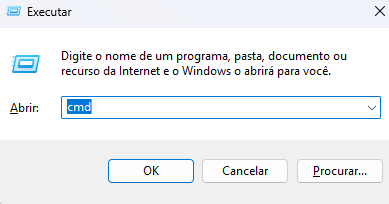 Executar
Digite o nome de um programa, pasta, documento ou
recurso da Internet e o Windows o abrirá para você.
Abrir: cmd
OK Cancelar Procurar...